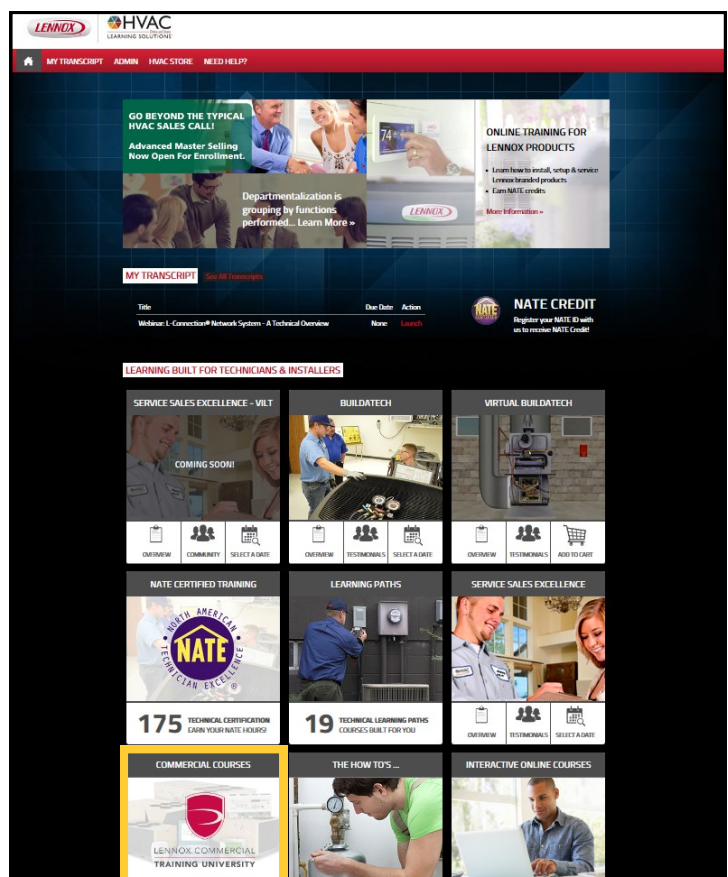 LENNOX
HVAC
LEARNING SOLUTIONS
MY TRANSCRIPT ADMIN HVAC STORE NEED HELP?
GO BEYOND THE TYPICAL
HVAC SALES CALL!
Advanced Master Selling
Now Open For Enrollment.
Departmentalization is
grouping by functions
performed... Learn More »
74
LENNOX
ONLINE TRAINING FOR
LENNOX PRODUCTS
• Learn how to install, setup & service
Lennox branded products
• Earn NATE credits
More Information »
MY TRANSCRIPT See All Transcripts
Title Due Date Action
Webinar: L-Connection® Network System - A Technical Overview None Launch
NATE
NATE CREDIT
Register your NATE ID with
us to receive NATE Credit!
LEARNING BUILT FOR TECHNICIANS & INSTALLERS
SERVICE SALES EXCELLENCE - VILT
COMING SOON!
OVERVIEW COMMUNITY SELECT A DATE
BUILDATECH
OVERVIEW TESTIMONIALS SELECT A DATE
VIRTUAL BUILDATECH
OVERVIEW TESTIMONIALS ADD TO CART
NATE CERTIFIED TRAINING
NORTH AMERICAN
NATE
TECHNICIAN EXCELLENCE
®
175 TECHNICAL CERTIFICATION
EARN YOUR NATE HOURS!
LEARNING PATHS
19 TECHNICAL LEARNING PATHS
COURSES BUILT FOR YOU
SERVICE SALES EXCELLENCE
OVERVIEW TESTIMONIALS SELECT A DATE
COMMERCIAL COURSES
LENNOX COMMERCIAL
TRAINING UNIVERSITY
THE HOW TO'S ...
INTERACTIVE ONLINE COURSES